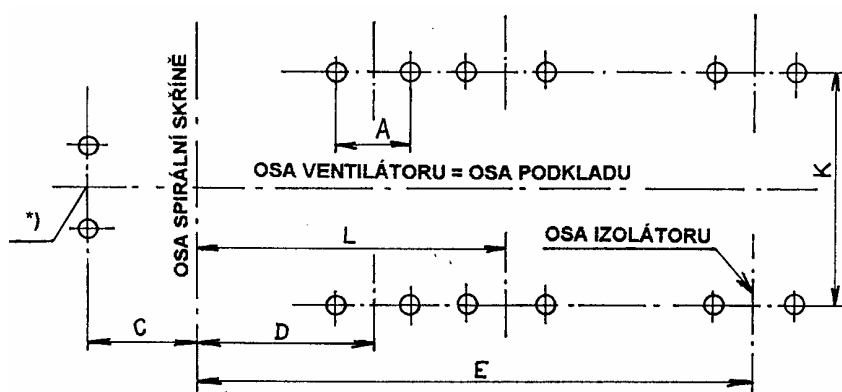 OSA SPIRÁLNÍ SKŘÍNĚ
A
K
OSA VENTILÁTORU = OSA PODKLADU
*)
L
OSA IZOLÁTORU
C
D
E